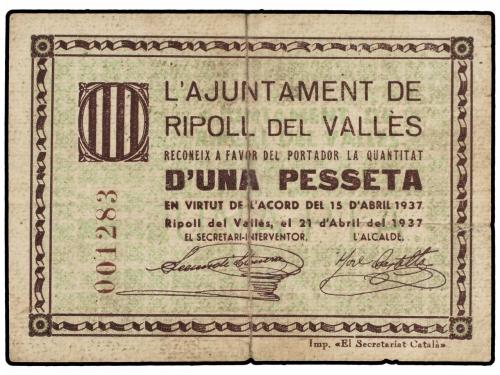 L'AJUNTAMENT DE
RIPOLL DEL VALLÈS
RECONEIX A FAVOR DEL PORTADOR LA QUANTITAT
D'UNA PESSETA
EN VIRTUT DE L'ACORD DEL 15 D'ABRIL 1937
Ripoll del Vallès, el 21 d'Abril del 1937
EL SECRETARI-INTERVENTOR, L'ALCALDE,
001283
Imp. «El Secretariat Català»